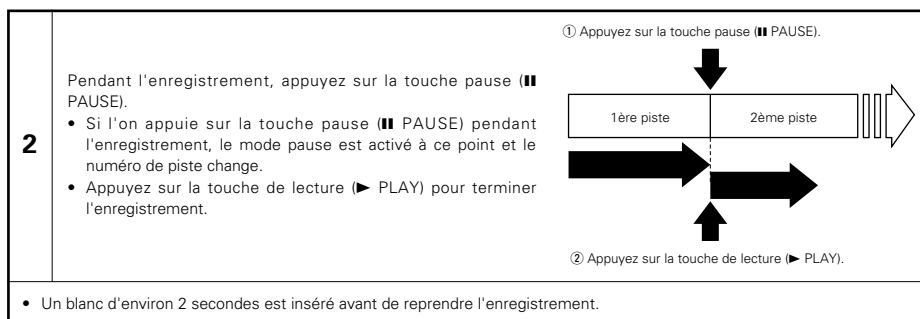 2
Pendant l'enregistrement, appuyez sur la touche pause (❚❚
PAUSE).
• Si l'on appuie sur la touche pause (❚❚ PAUSE) pendant
l'enregistrement, le mode pause est activé à ce point et le
numéro de piste change.
• Appuyez sur la touche de lecture (► PLAY) pour terminer
l'enregistrement.
① Appuyez sur la touche pause (❚❚ PAUSE).
1ère piste
2ème piste
② Appuyez sur la touche de lecture (► PLAY).
• Un blanc d'environ 2 secondes est inséré avant de reprendre l'enregistrement.